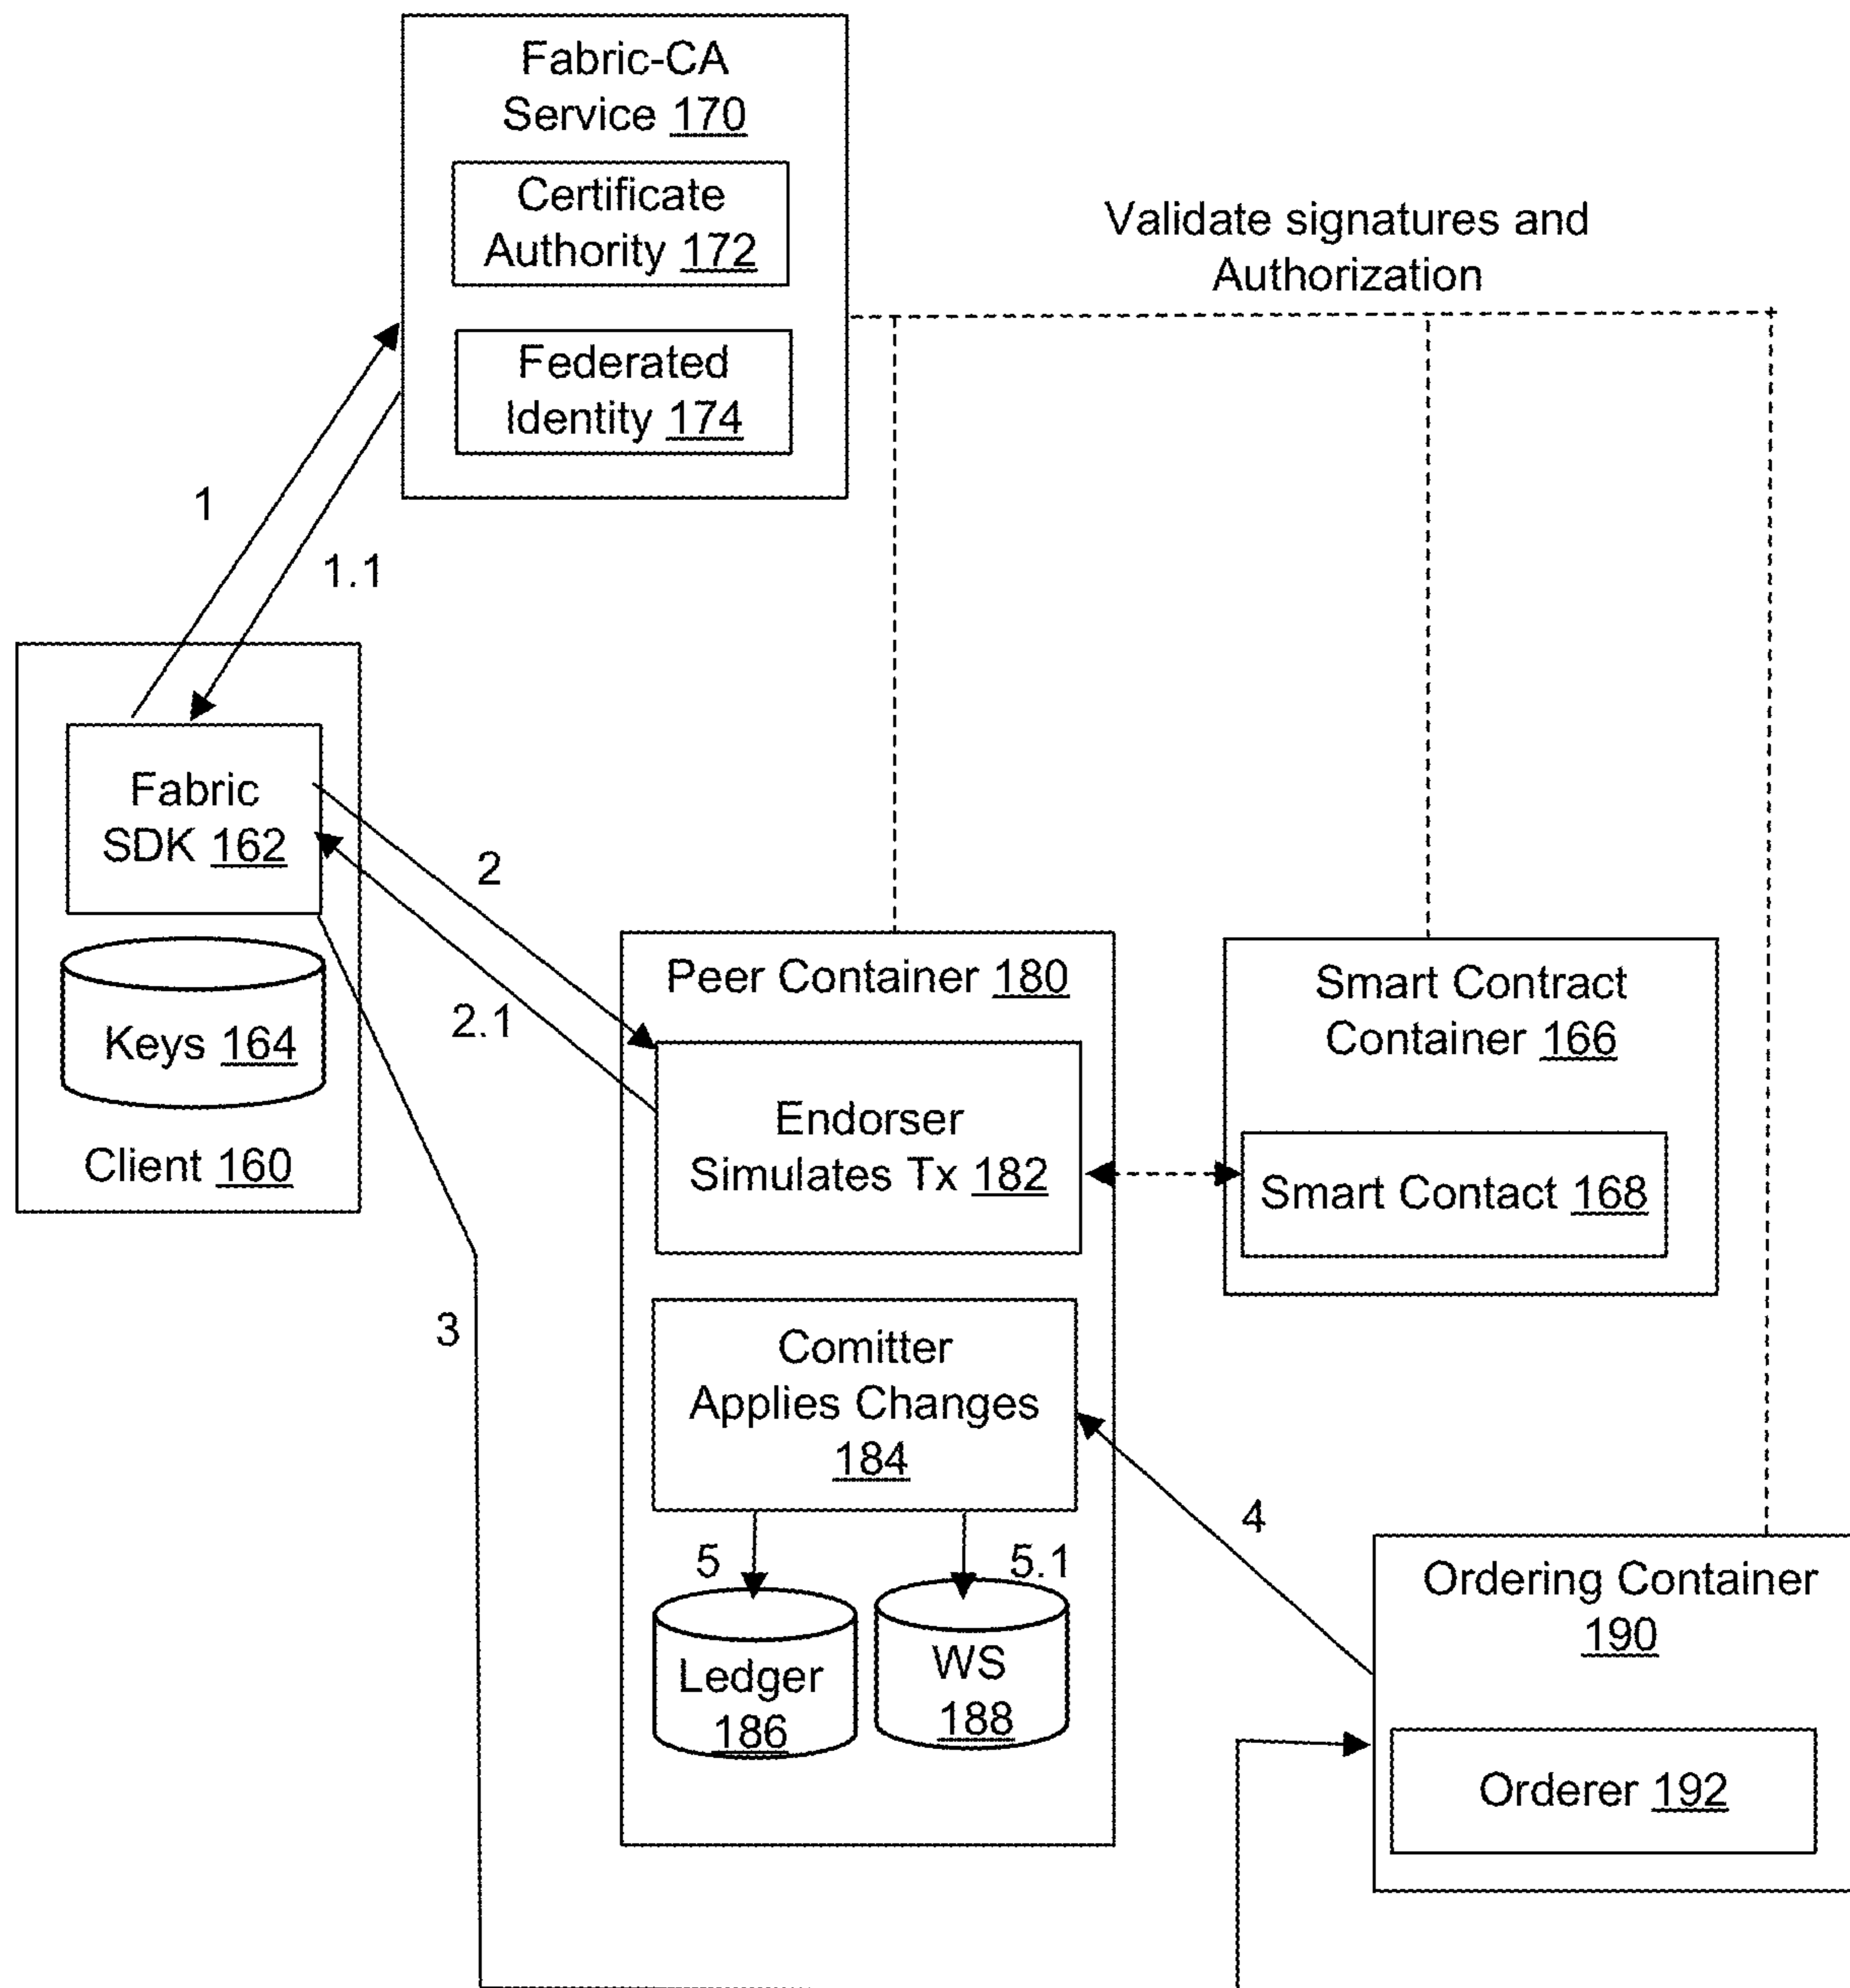 Fabric-CA
Service 170
Certificate
Authority 172
Federated
Identity 174
Validate signatures and
Authorization
1
1.1
Fabric
SDK 162
Keys 164
Client 160
2
2.1
3
Peer Container 180
Endorser
Simulates Tx 182
Comitter
Applies Changes
184
5
5.1
Ledger
186
WS
188
Smart Contract
Container 166
Smart Contact 168
4
Ordering Container
190
Orderer 192